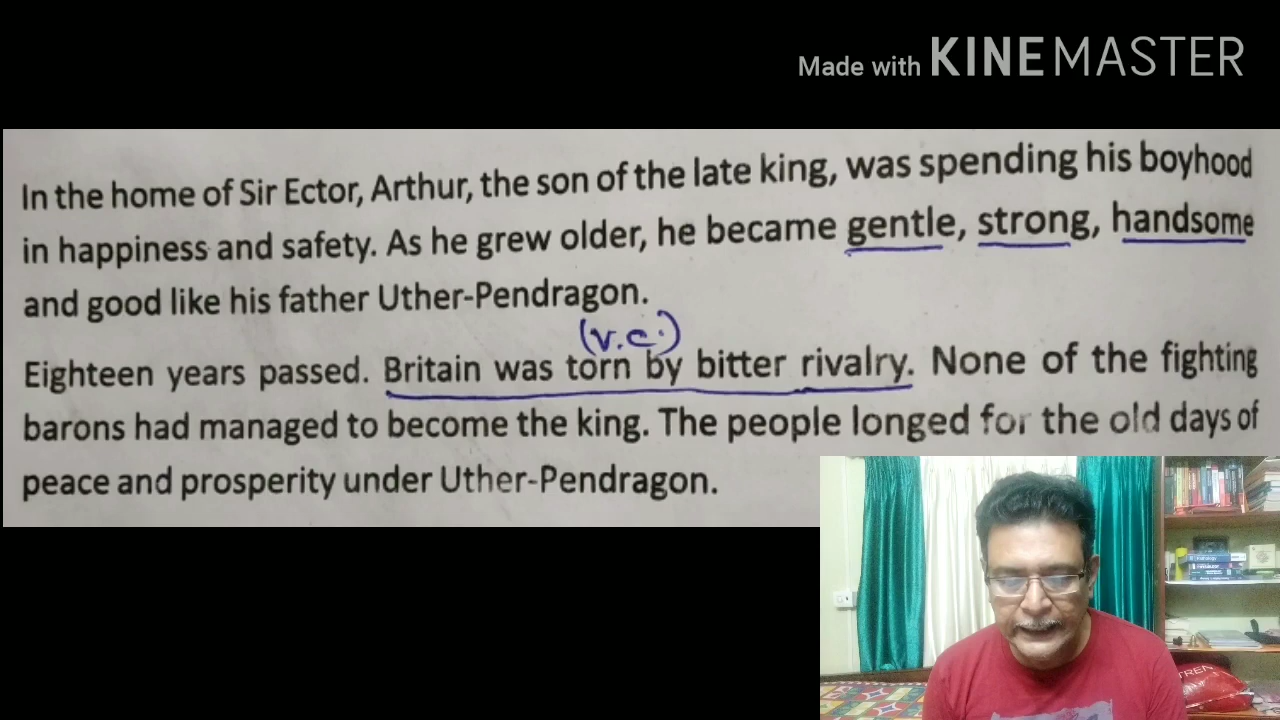 Made with KINEMASTER
In the home of Sir Ector, Arthur, the son of the late king, was spending his boyhood
in happiness and safety. As he grew older, he became gentle, strong, handsome
and good like his father Uther-Pendragon.
(v.c.)
Eighteen years passed. Britain was torn by bitter rivalry. None of the fighting
barons had managed to become the king. The people longed for the old days of
peace and prosperity under Uther-Pendragon.